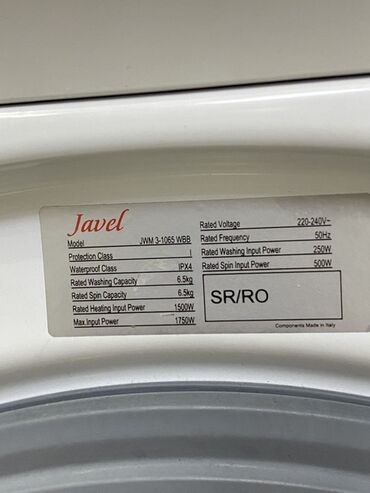 Javel
Model JWM 3-1065 WBB
Protection Class I
Waterproof Class IPX4
Rated Washing Capacity 6.5kg
Rated Spin Capacity 6.5kg
Rated Heating Input Power 1500W
Max.Input Power 1750W
Rated Voltage 220-240V~
Rated Frequency 50Hz
Rated Washing Input Power 250W
Rated Spin Input Power 500W
SR/RO
Components Made in Italy